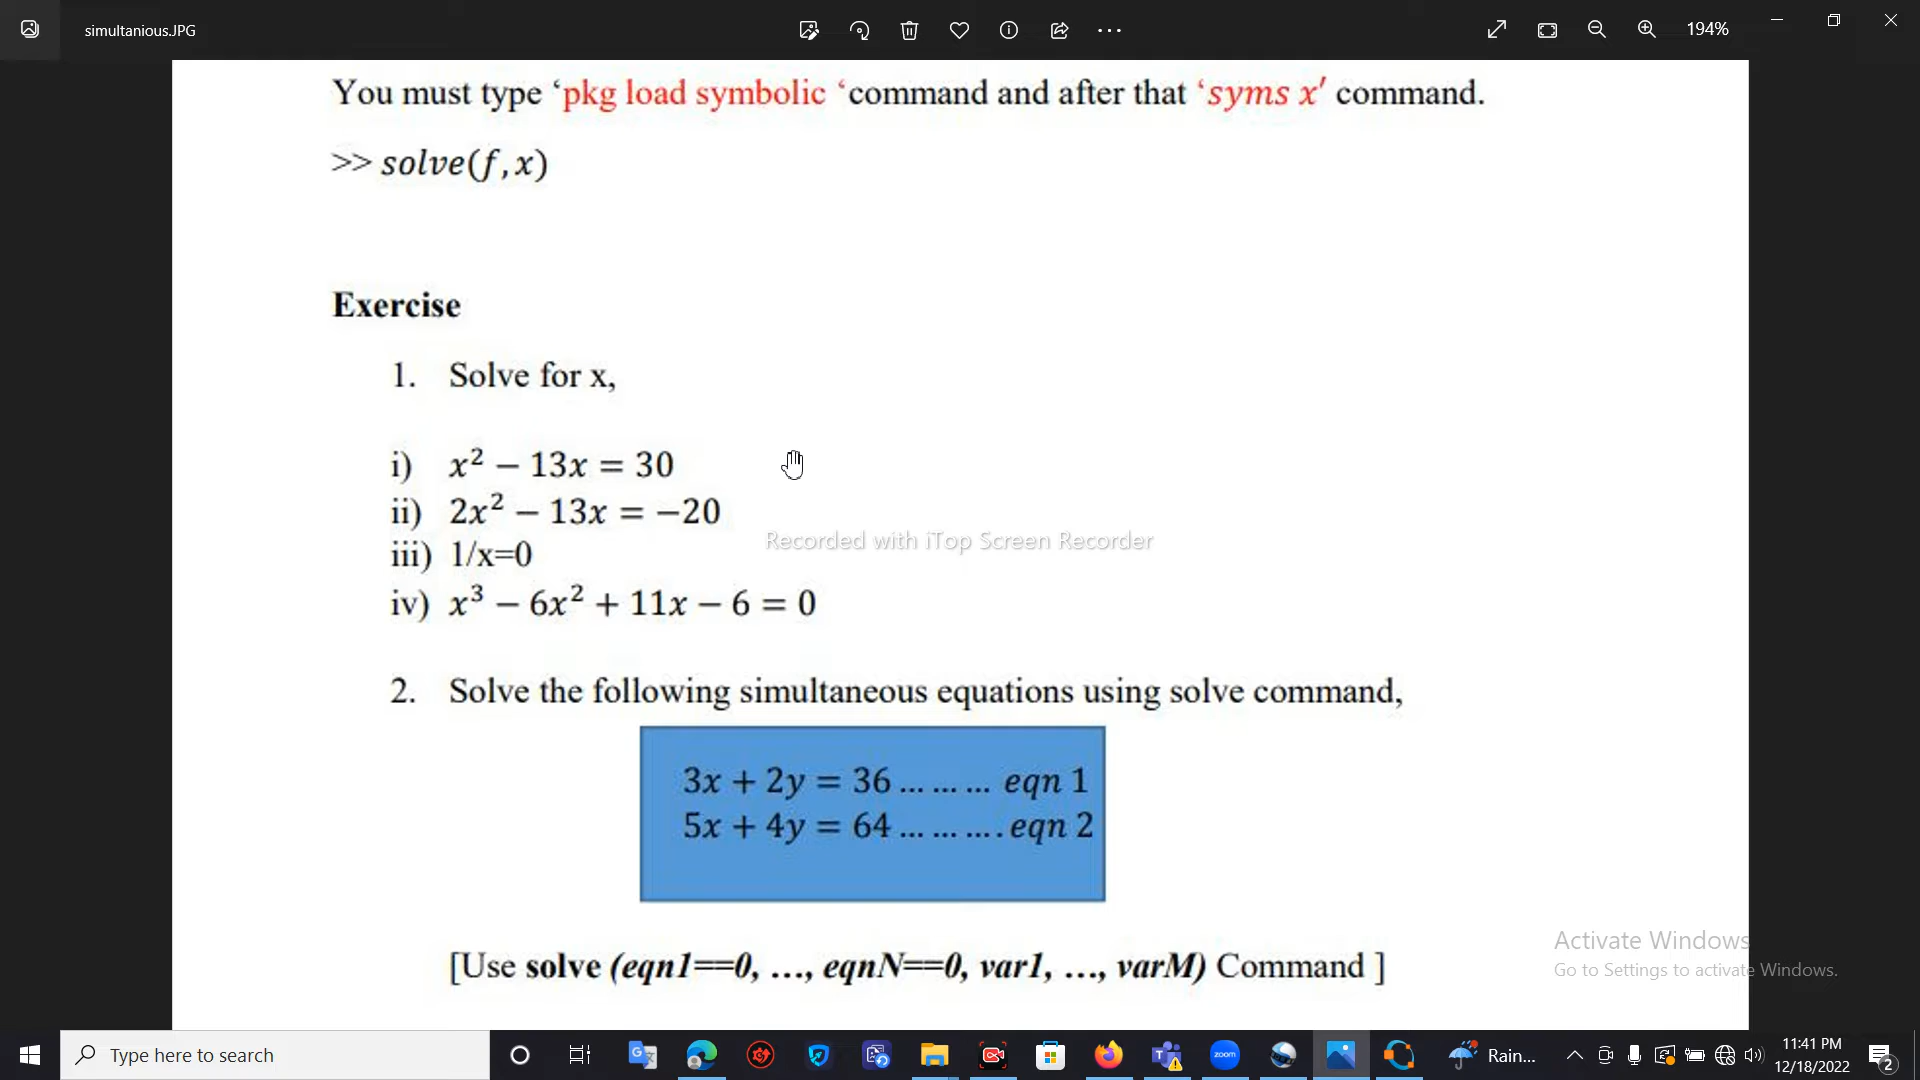 simultanious.JPG
194%
You must type ‘pkg load symbolic ‘command and after that ‘syms x′ command.
>> solve(f, x)
Exercise
1. Solve for x,
i) x² − 13x = 30
ii) 2x² − 13x = −20
Recorded with iTop Screen Recorder
iii) 1/x=0
iv) x³ − 6x² + 11x − 6 = 0
2. Solve the following simultaneous equations using solve command,
3x + 2y = 36 ... ... ... eqn 1
5x + 4y = 64 ... ... .... eqn 2
Activate Windows
[Use solve (eqn1==0, …, eqnN==0, var1, …, varM) Command ]
Go to Settings to activate Windows.
Type here to search
zoom
Rain...
11:41 PM
12/18/2022
2